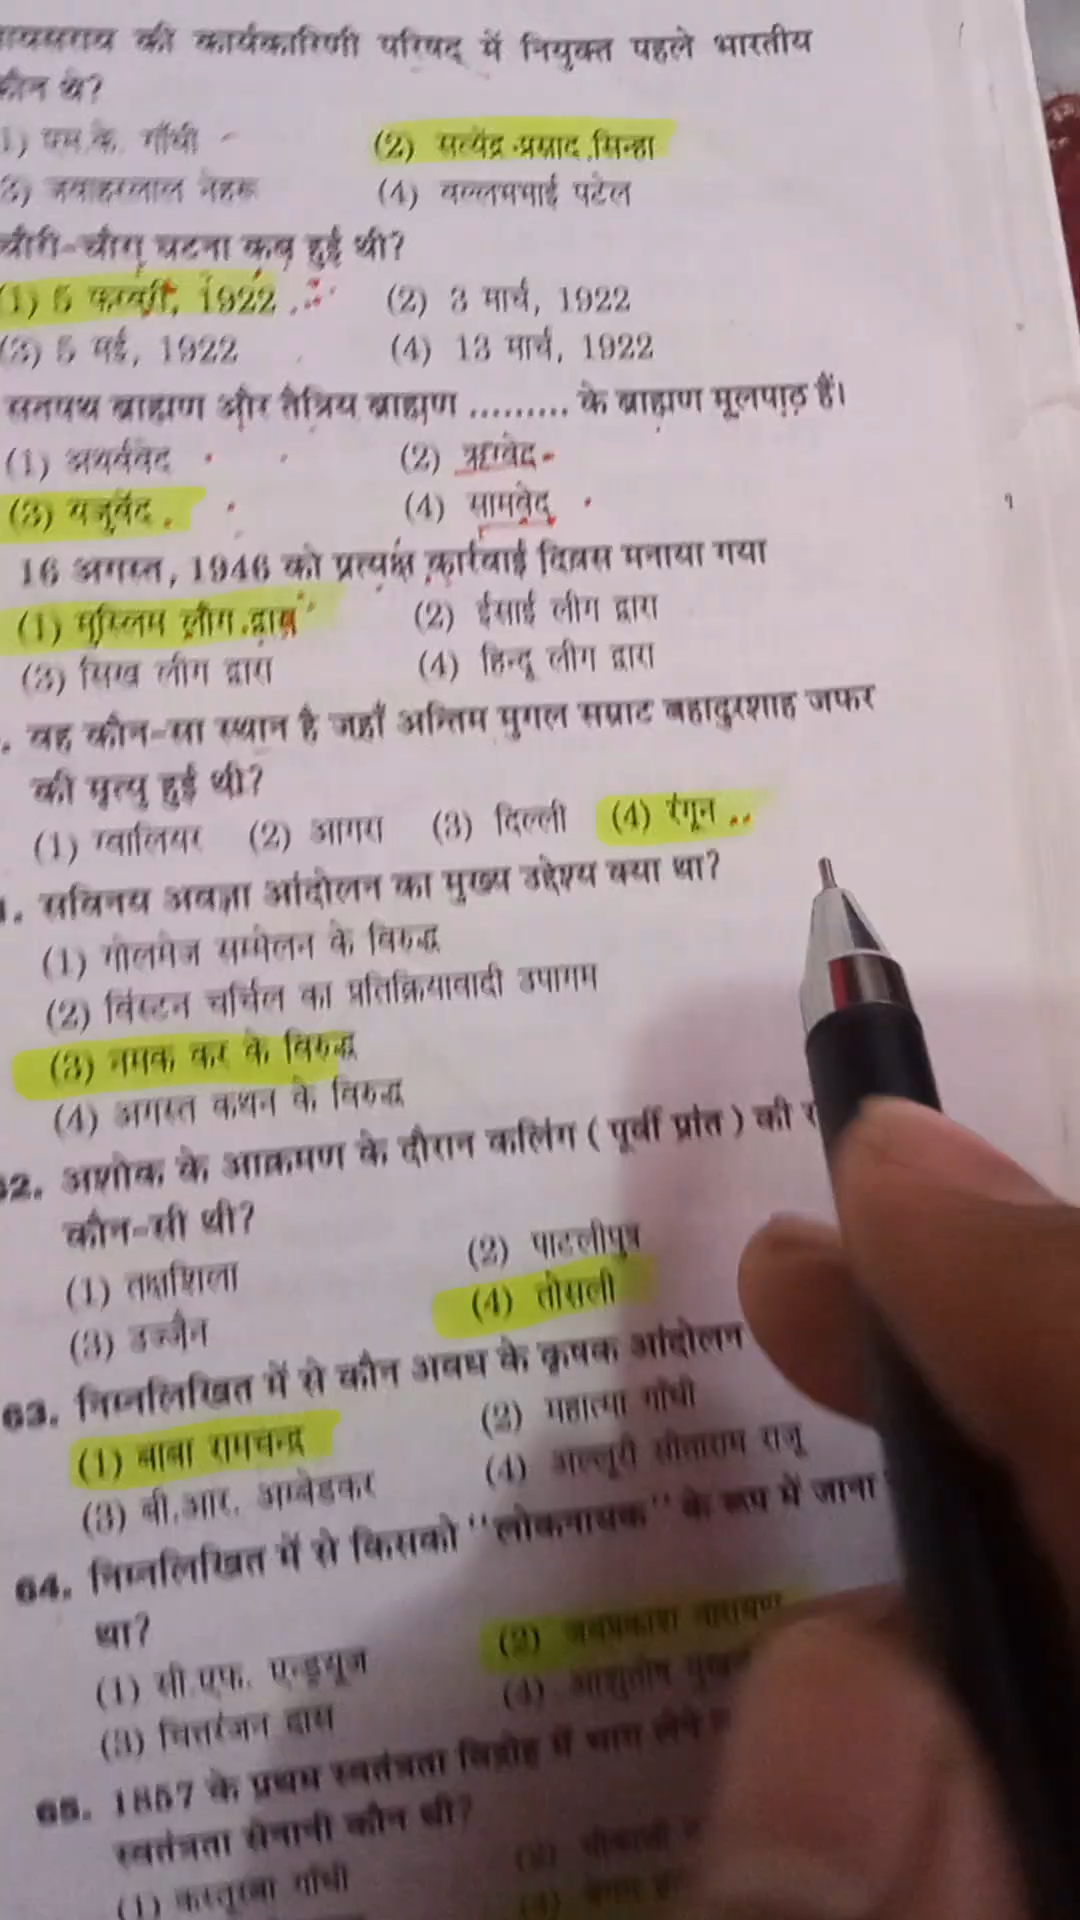 की कार्यकारिणी परिषद् में नियुक्त पहले भारतीय
कौन थे?
1) एम.के. गाँधी (2) सत्येंद्र प्रसाद सिन्हा
3) जवाहरलाल नेहरू (4) वल्लभभाई पटेल
चौरी-चौरा घटना कब हुई थी?
(1) 5 फरवरी, 1922 (2) 3 मार्च, 1922
(3) 5 मई, 1922 (4) 13 मार्च, 1922
सतपथ ब्राह्मण और तैत्रिय ब्राह्मण ......... के ब्राह्मण मूलपाठ हैं।
(1) अथर्ववेद (2) ऋग्वेद
(3) यजुर्वेद (4) सामवेद
16 अगस्त, 1946 को प्रत्यक्ष कार्रवाई दिवस मनाया गया
(1) मुस्लिम लीग द्वारा (2) ईसाई लीग द्वारा
(3) सिख लीग द्वारा (4) हिन्दू लीग द्वारा
. वह कौन-सा स्थान है जहाँ अन्तिम मुगल सम्राट बहादुरशाह जफर
की मृत्यु हुई थी?
(1) ग्वालियर (2) आगरा (3) दिल्ली (4) रंगून
. सविनय अवज्ञा आंदोलन का मुख्य उद्देश्य क्या था?
(1) गोलमेज सम्मेलन के विरुद्ध
(2) विंस्टन चर्चिल का प्रतिक्रियावादी उपागम
(3) नमक कर के विरुद्ध
(4) अगस्त कथन के विरुद्ध
62. अशोक के आक्रमण के दौरान कलिंग ( पूर्वी प्रांत ) की
कौन-सी थी?
(1) तक्षशिला (2) पाटलीपुत्र
(3) उज्जैन (4) तोसली
63. निम्नलिखित में से कौन अवध के कृषक आंदोलन
(1) बाबा रामचन्द्र (2) महात्मा गाँधी
(3) बी.आर. अम्बेडकर (4) अल्लूरी सीताराम राजू
64. निम्नलिखित में से किसको "लोकनायक" के रूप में जाना
था?
(1) सी.एफ. एन्ड्रयूज (2) जयप्रकाश नारायण
(3) चित्तरंजन दास (4) आशुतोष
65. 1857 के प्रथम स्वतंत्रता विद्रोह में भाग लेने
स्वतंत्रता सेनानी कौन थी?
(1) कस्तूरबा गाँधी